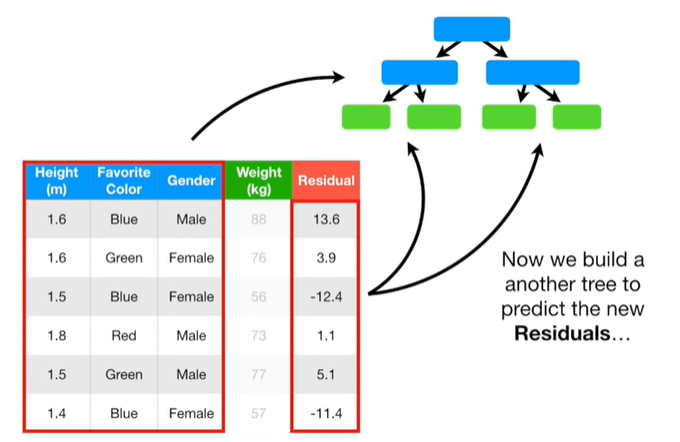 Height (m) Favorite Color Gender Weight (kg) Residual
1.6 Blue Male 88 13.6
1.6 Green Female 76 3.9
1.5 Blue Female 56 -12.4
1.8 Red Male 73 1.1
1.5 Green Male 77 5.1
1.4 Blue Female 57 -11.4
Now we build a
another tree to
predict the new
Residuals…